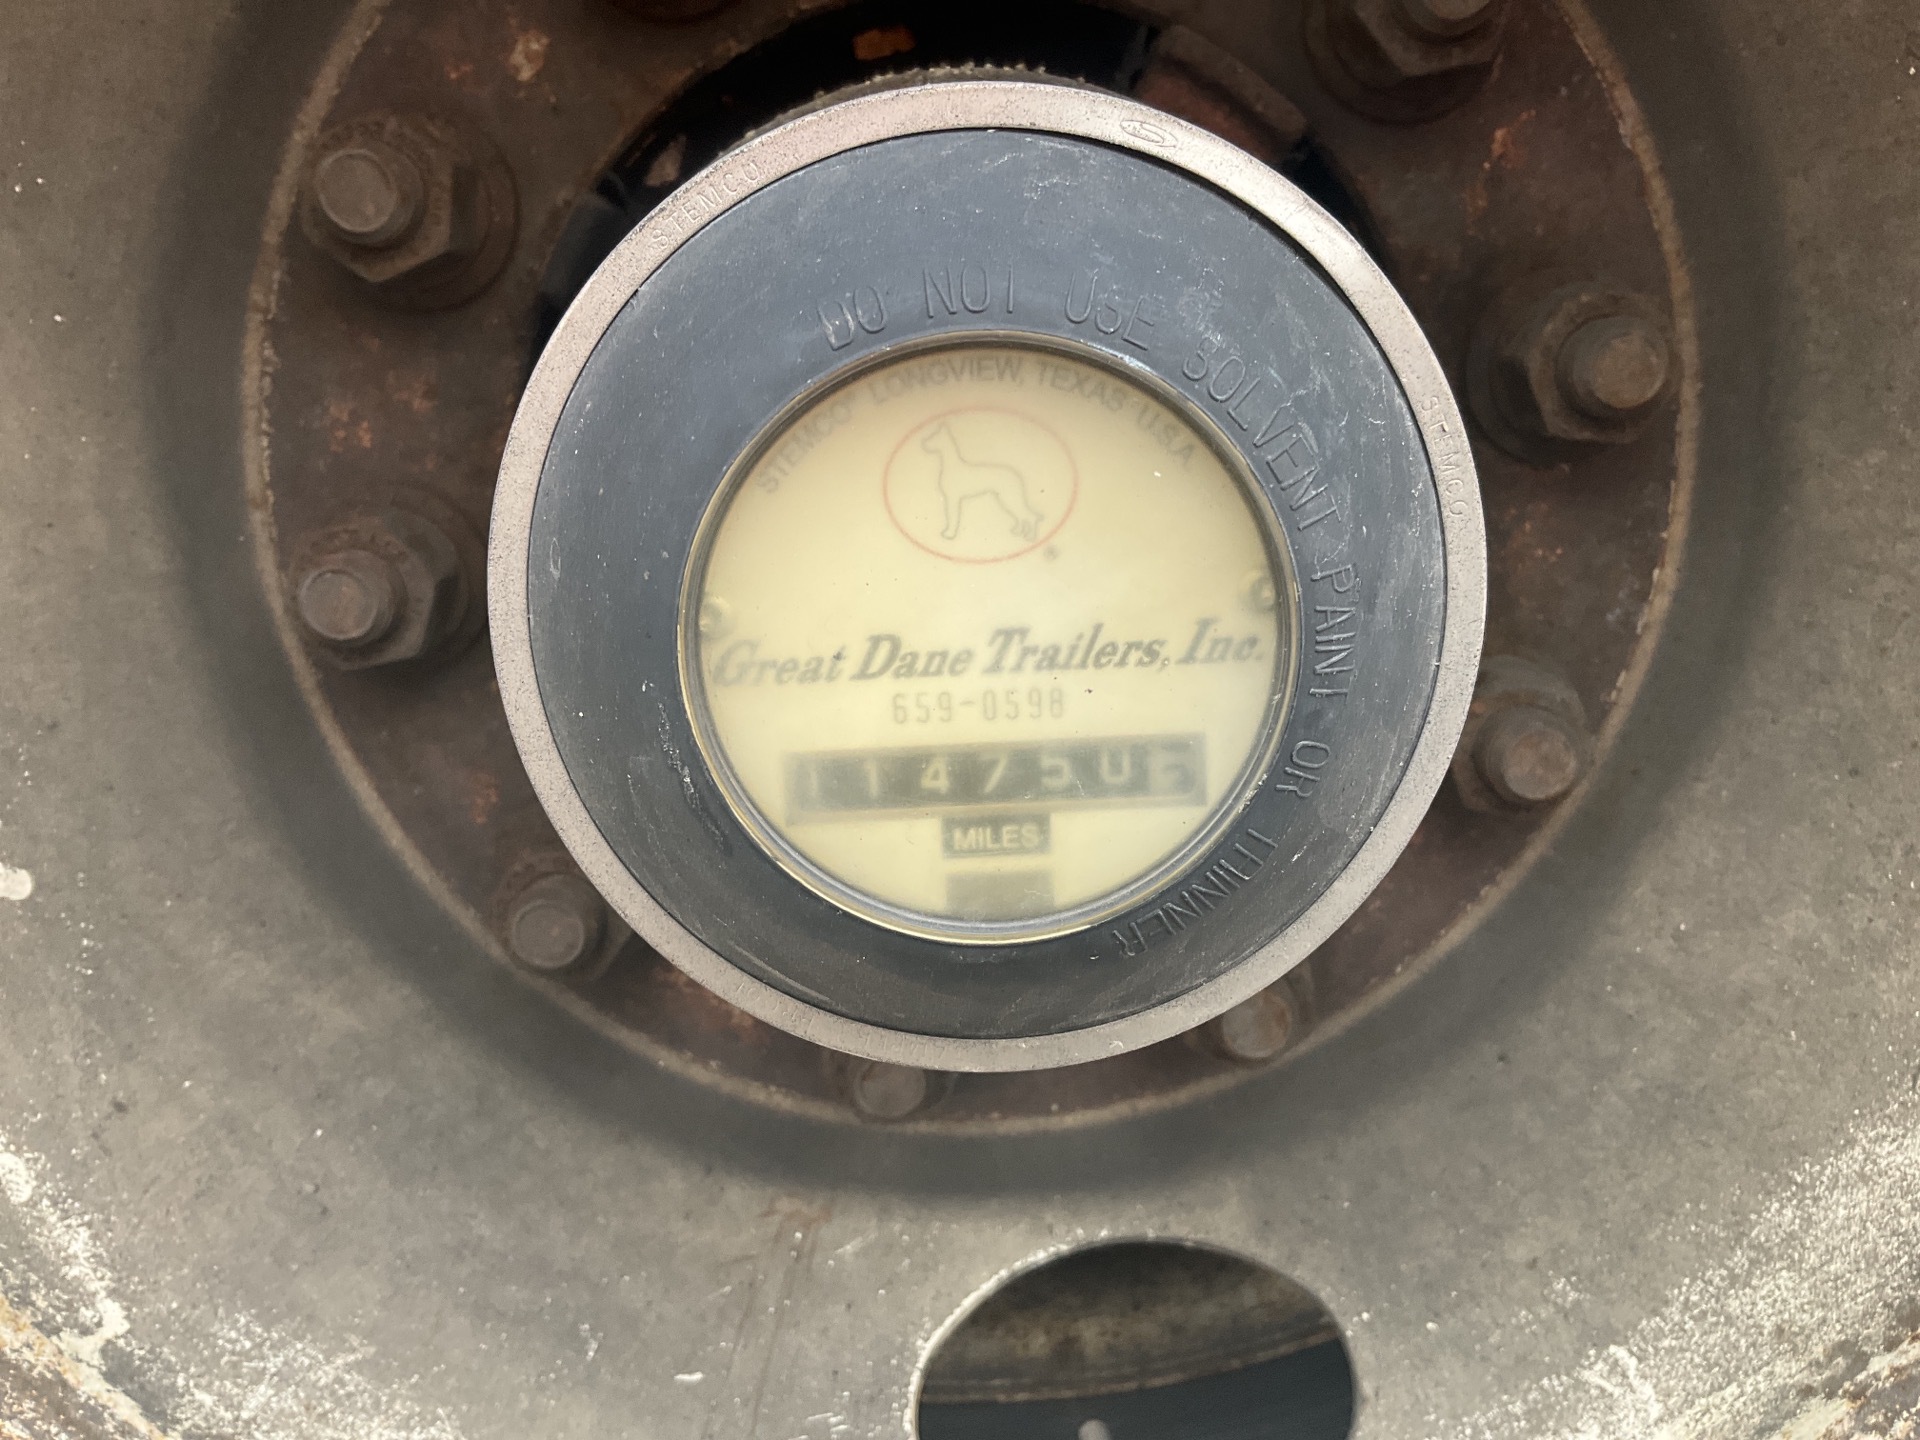 STEMCO
STEMCO
DO NOT USE SOLVENT PAINT OR THINNER
STEMCO LONGVIEW, TEXAS U.S.A.
Great Dane Trailers, Inc.
659-0598
114750
MILES